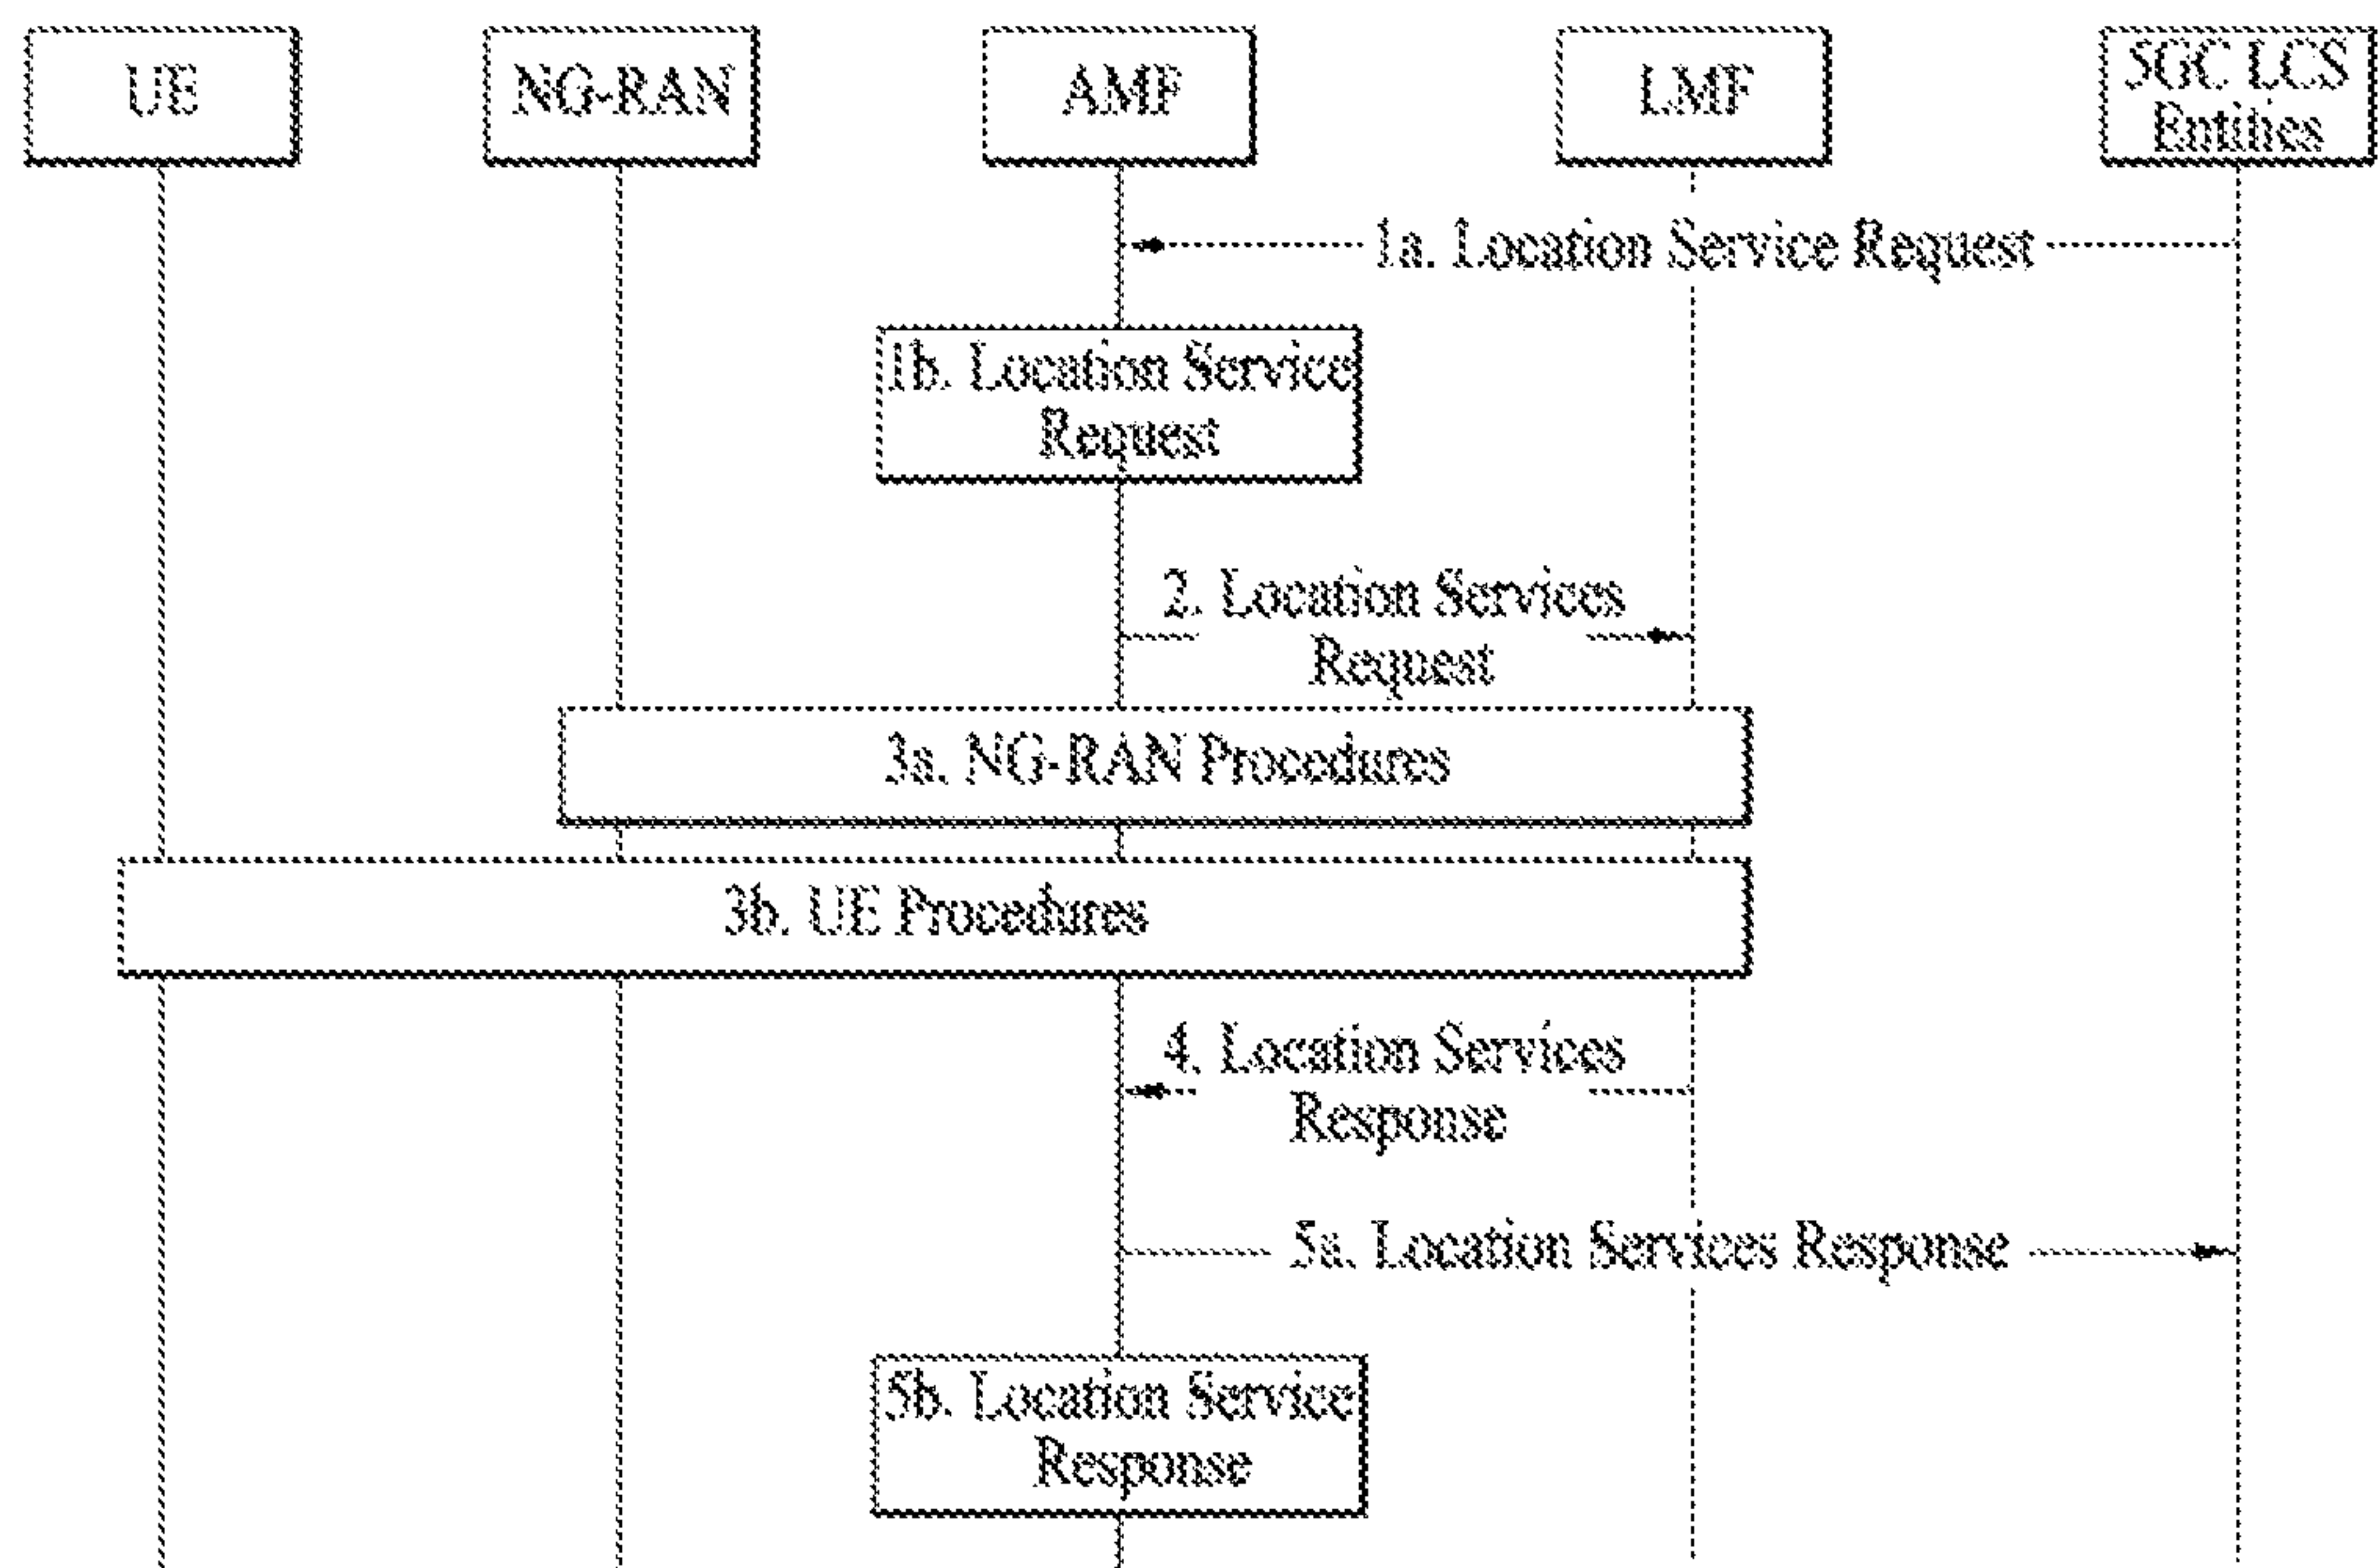 UE
NG-RAN
AMF
LMF
5GC LCS
Entities
1a. Location Service Request
1b. Location Service
Request
2. Location Services
Request
3a. NG-RAN Procedures
3b. UE Procedures
4. Location Services
Response
5a. Location Services Response
5b. Location Service
Response